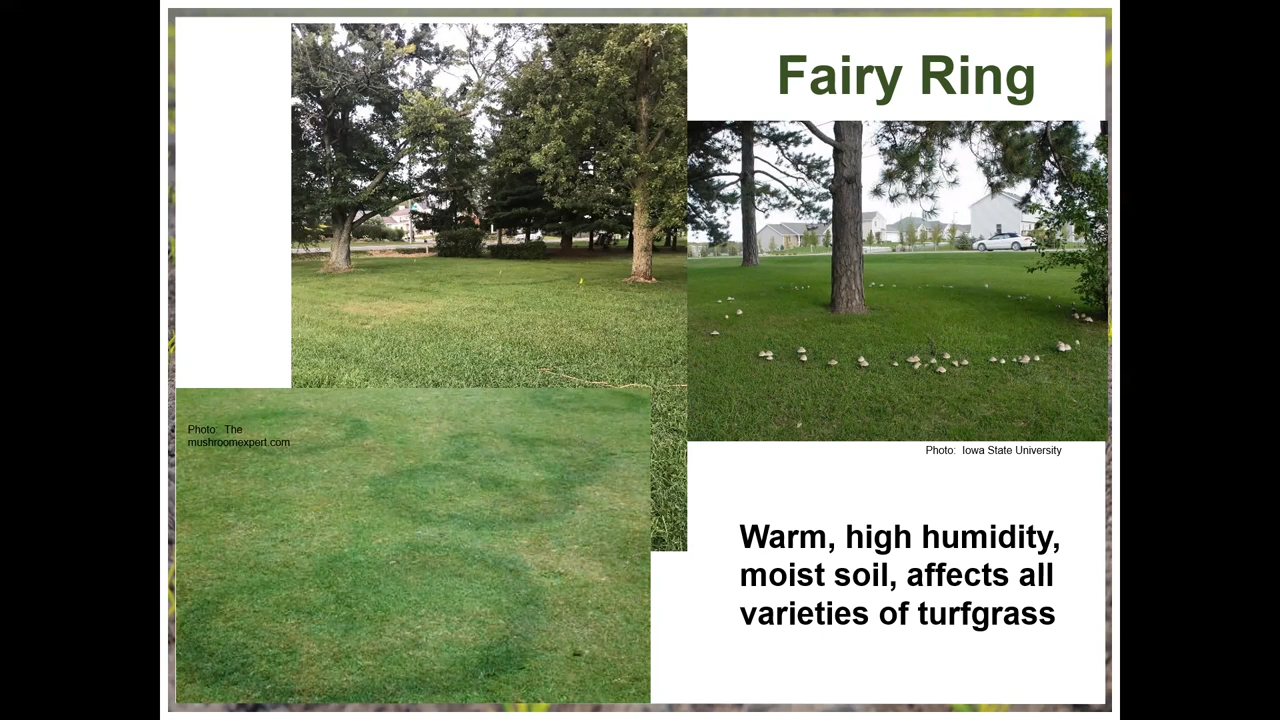 Fairy Ring
Photo:  The
mushroomexpert.com
Photo:  Iowa State University
Warm, high humidity,
moist soil, affects all
varieties of turfgrass